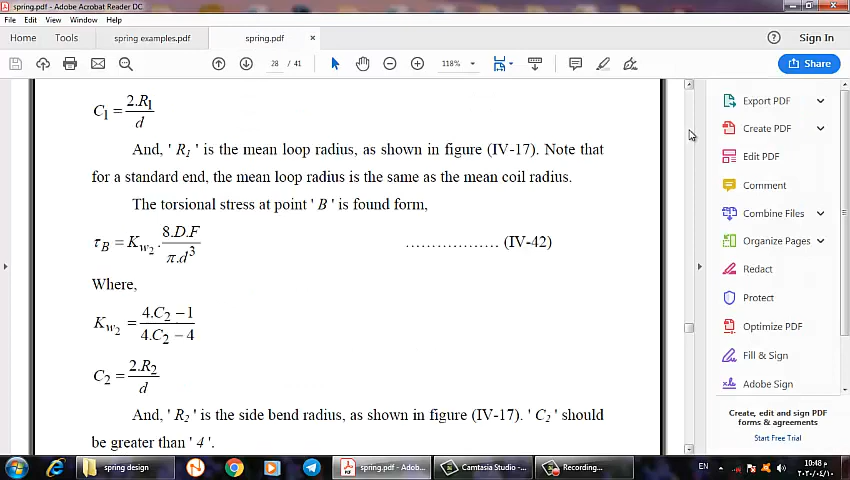 spring.pdf - Adobe Acrobat Reader DC
File Edit View Window Help
Home Tools spring examples.pdf spring.pdf × Sign In
28 / 41 118% Share
C1 = 2.R1 / d
And, ' R1 ' is the mean loop radius, as shown in figure (IV-17). Note that
for a standard end, the mean loop radius is the same as the mean coil radius.
The torsional stress at point ' B ' is found form,
τB = Kw2 . 8.D.F / π.d³ .................. (IV-42)
Where,
Kw2 = 4.C2 − 1 / 4.C2 − 4
C2 = 2.R2 / d
And, ' R2 ' is the side bend radius, as shown in figure (IV-17). ' C2 ' should
be greater than ' 4 '.
Export PDF
Create PDF
Edit PDF
Comment
Combine Files
Organize Pages
Redact
Protect
Optimize PDF
Fill & Sign
Adobe Sign
Create, edit and sign PDF
forms & agreements
Start Free Trial
spring design
spring.pdf - Adob...
Camtasia Studio -...
Recording...
EN
10:48 م
٢٠٢٠/٠٤/١٠